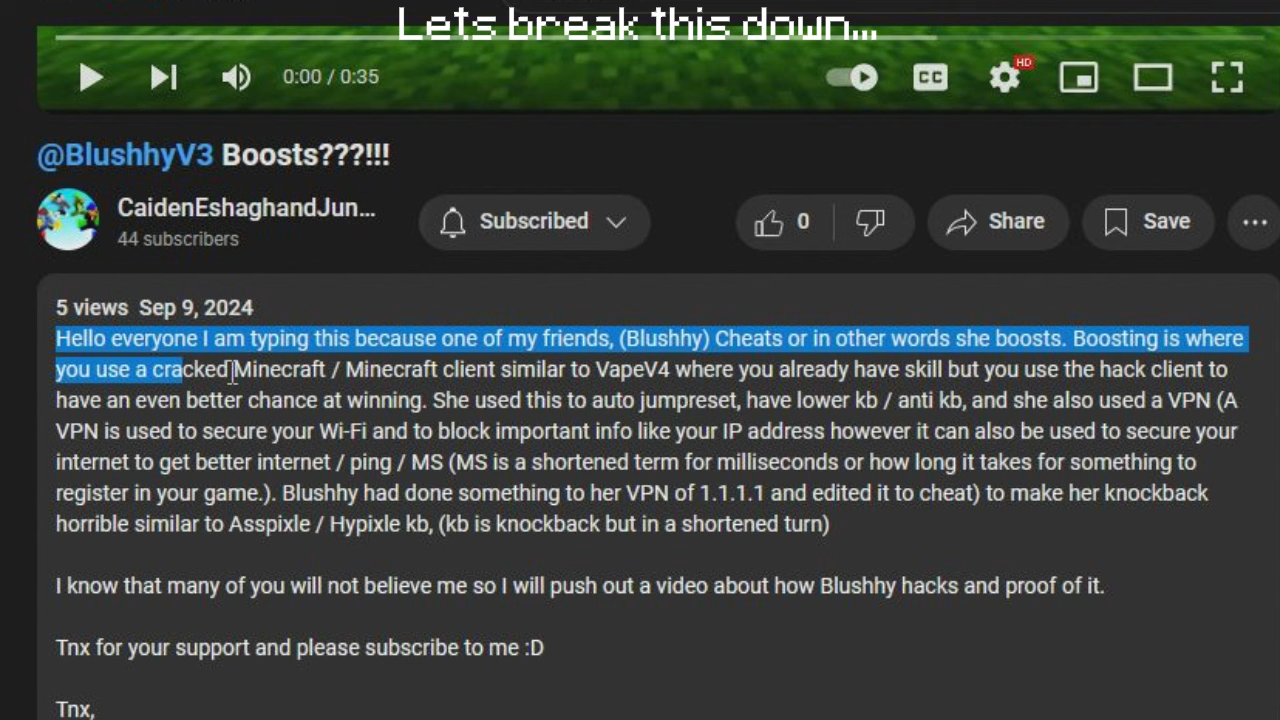 Lets break this down...
0:00 / 0:35
CC
HD
@BlushhyV3 Boosts???!!!
CaidenEshaghandJun...
44 subscribers
Subscribed
0
Share
Save
5 views Sep 9, 2024
Hello everyone I am typing this because one of my friends, (Blushhy) Cheats or in other words she boosts. Boosting is where
you use a cracked Minecraft / Minecraft client similar to VapeV4 where you already have skill but you use the hack client to
have an even better chance at winning. She used this to auto jumpreset, have lower kb / anti kb, and she also used a VPN (A
VPN is used to secure your Wi-Fi and to block important info like your IP address however it can also be used to secure your
internet to get better internet / ping / MS (MS is a shortened term for milliseconds or how long it takes for something to
register in your game.). Blushhy had done something to her VPN of 1.1.1.1 and edited it to cheat) to make her knockback
horrible similar to Asspixle / Hypixle kb, (kb is knockback but in a shortened turn)
I know that many of you will not believe me so I will push out a video about how Blushhy hacks and proof of it.
Tnx for your support and please subscribe to me :D
Tnx,